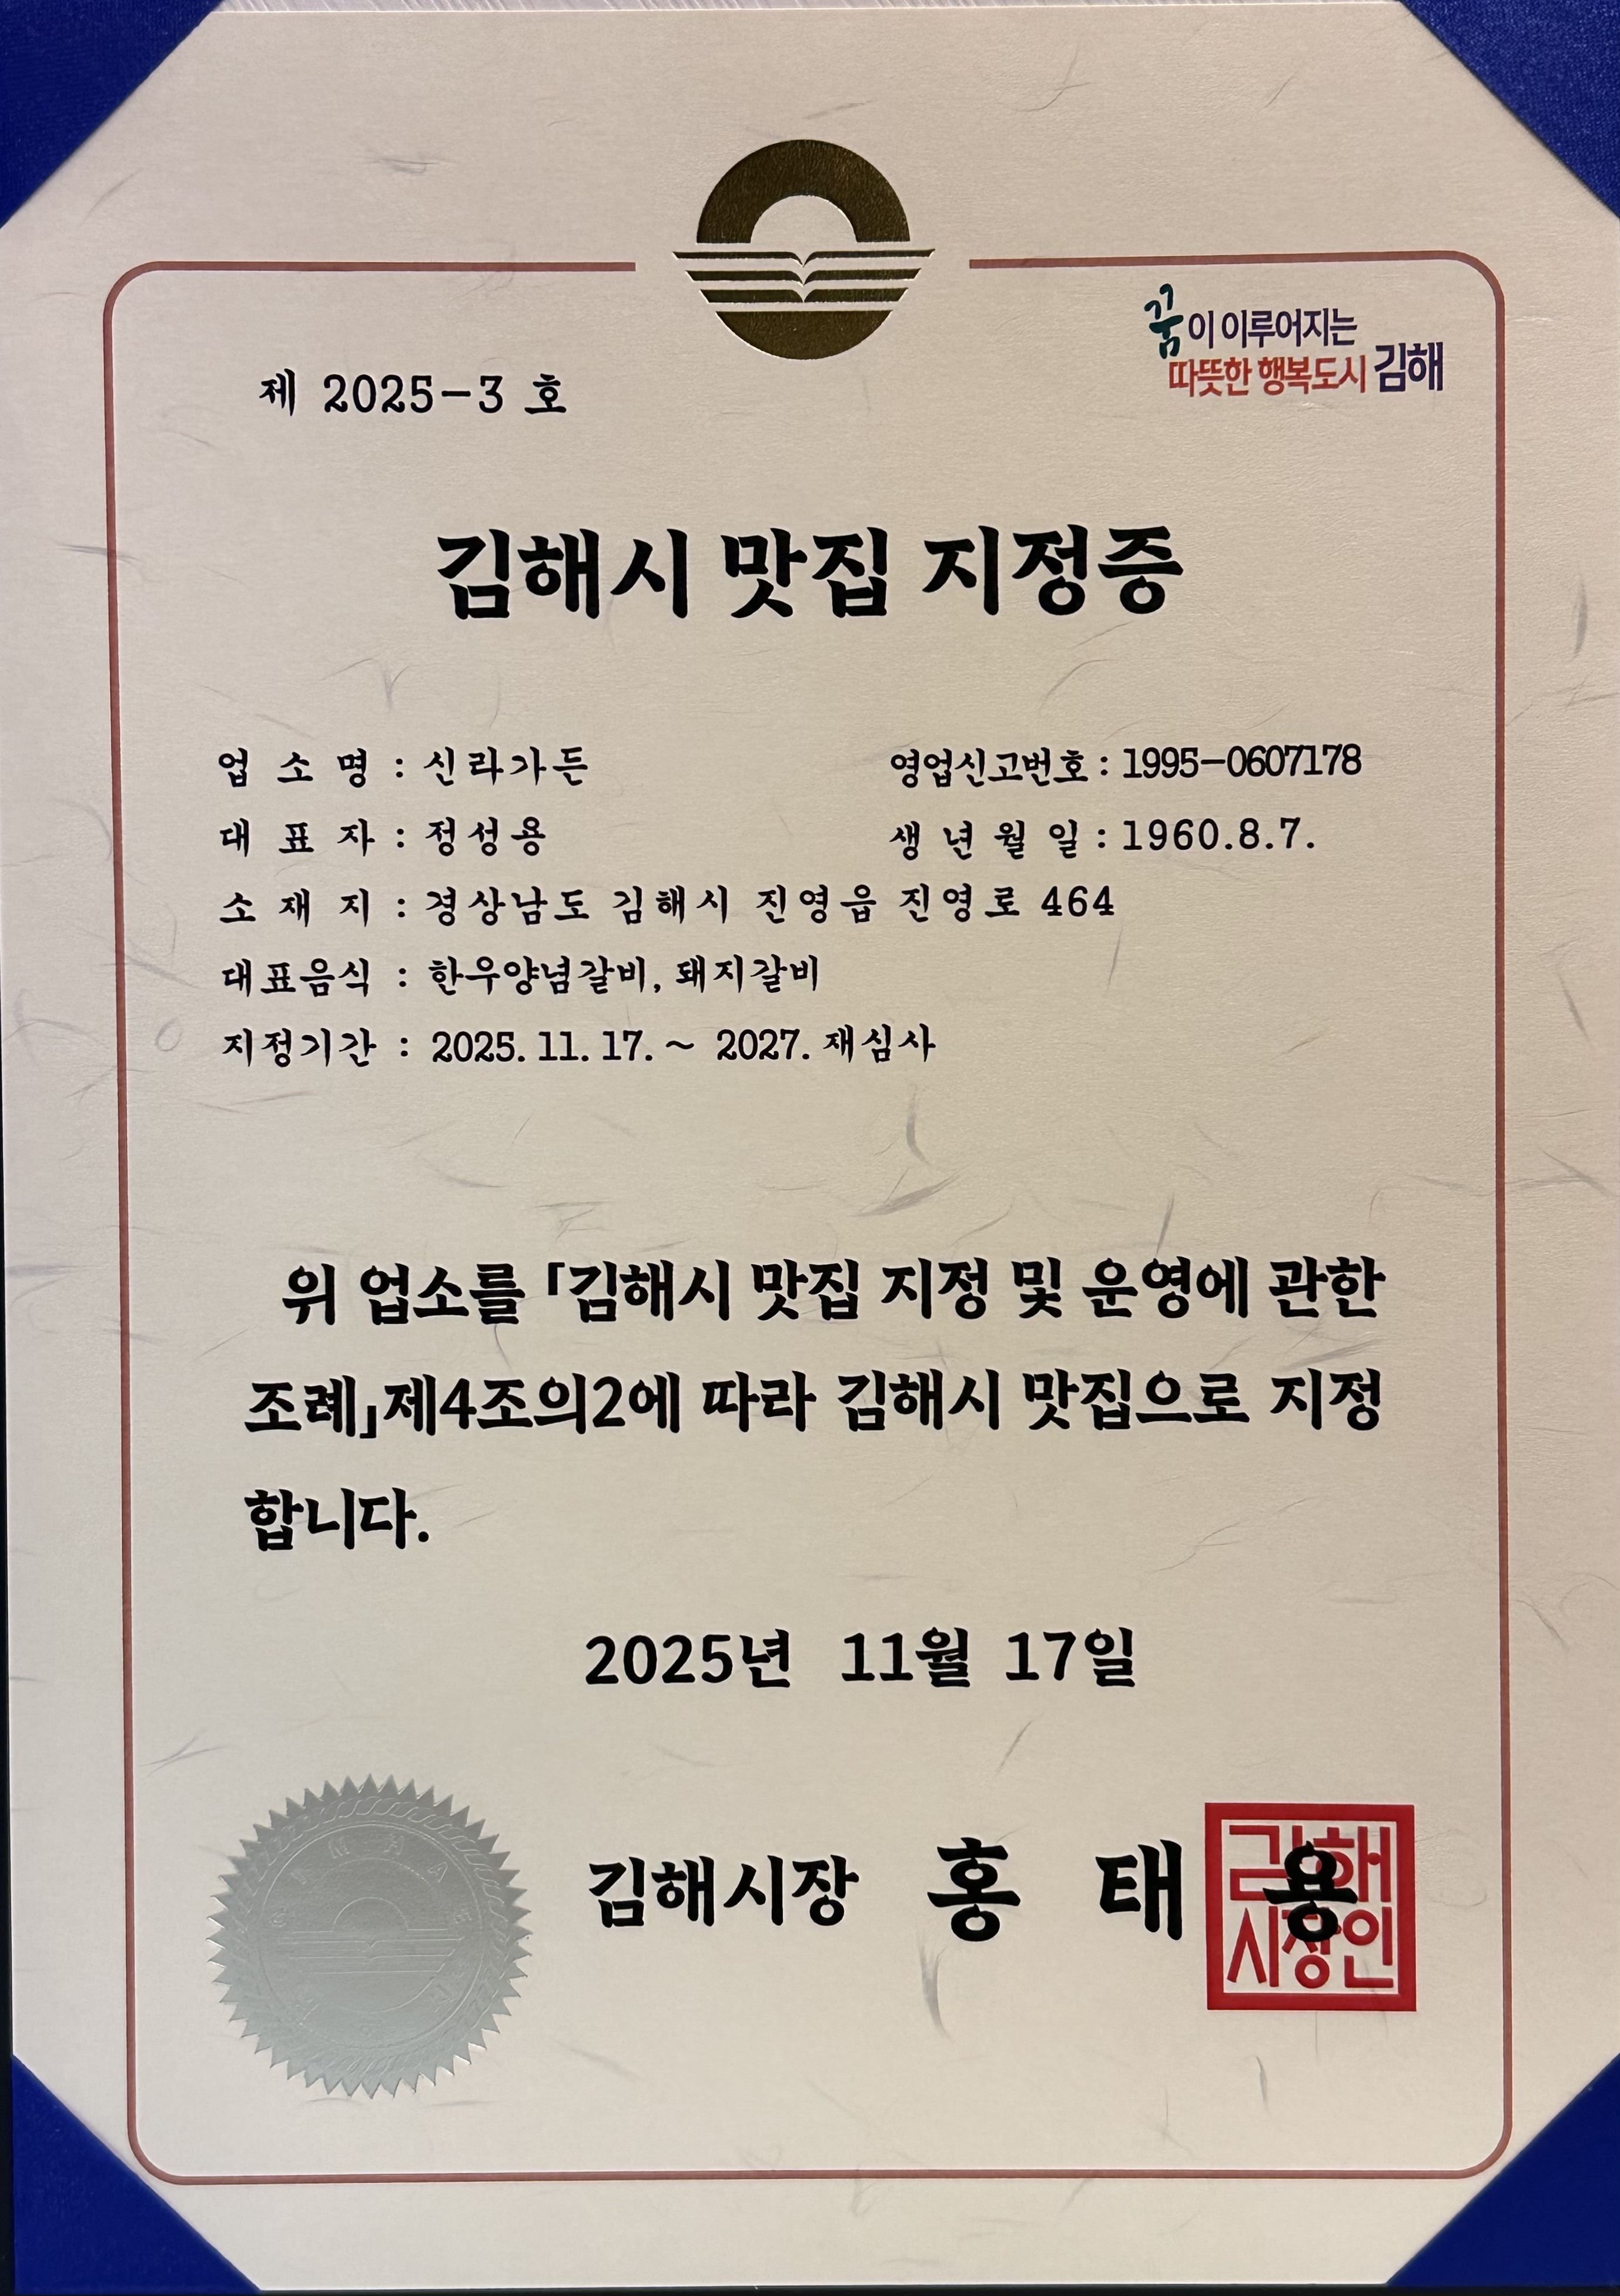 꿈이 이루어지는
따뜻한 행복도시 김해
제 2025-3 호
김해시 맛집 지정증
업 소 명 : 신라가든
영업신고번호 : 1995-0607178
대 표 자 : 정성용
생 년 월 일 : 1960.8.7.
소 재 지 : 경상남도 김해시 진영읍 진영로 464
대표음식 : 한우양념갈비, 돼지갈비
지정기간 : 2025. 11. 17. ~ 2027. 재심사
위 업소를 「김해시 맛집 지정 및 운영에 관한
조례」제4조의2에 따라 김해시 맛집으로 지정
합니다.
2025년 11월 17일
김해시장 홍 태 용
김해
시장인